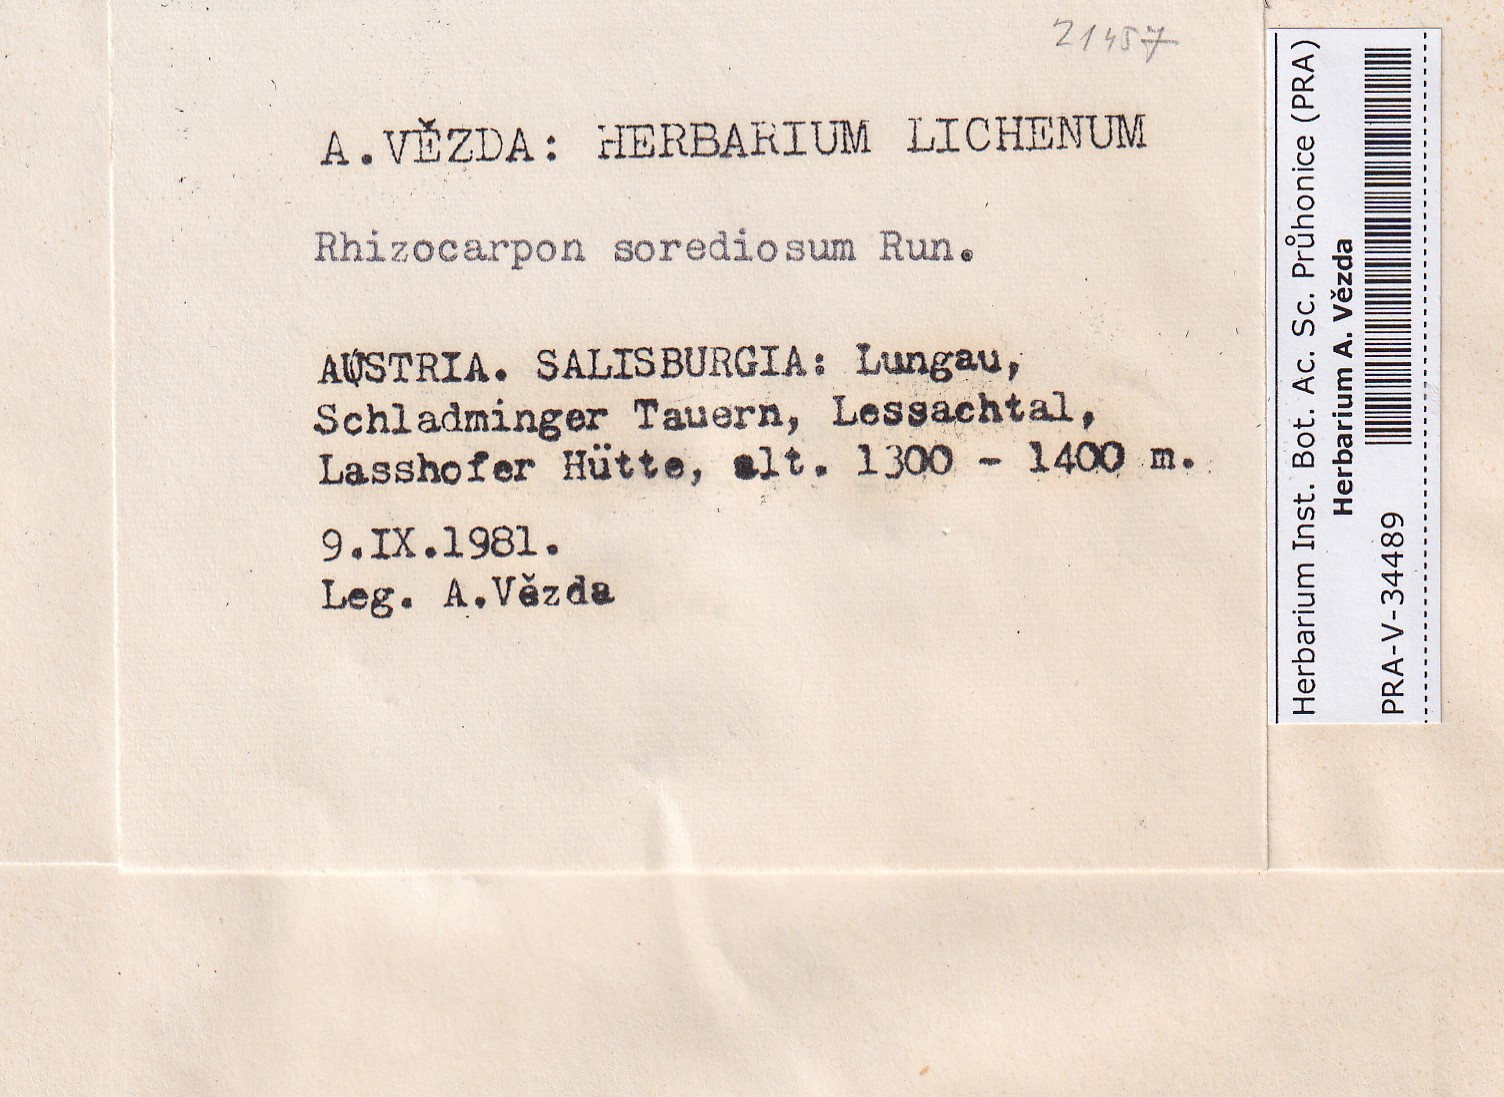 21457
A.VĚZDA: HERBARIUM LICHENUM
Rhizocarpon sorediosum Run.
AUSTRIA. SALISBURGIA: Lungau,
Schladminger Tauern, Lessachtal,
Lasshofer Hütte, alt. 1300 - 1400 m.
9.IX.1981.
Leg. A.Vězda
Herbarium Inst. Bot. Ac. Sc. Průhonice (PRA)
Herbarium A. Vězda
PRA-V-34489